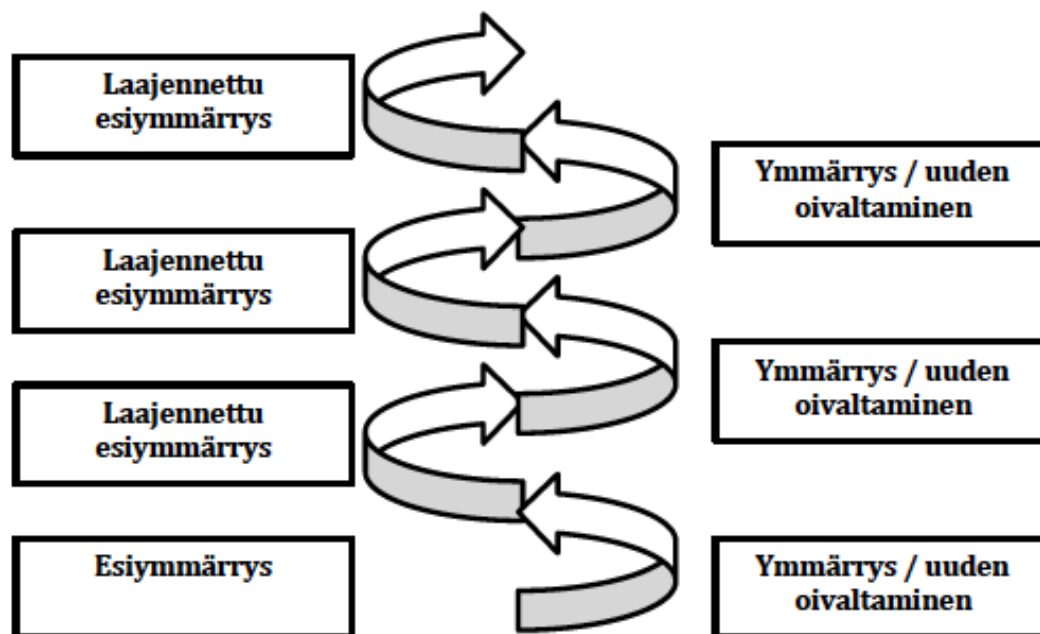 Laajennettu
esiymmärrys
Ymmärrys / uuden
oivaltaminen
Laajennettu
esiymmärrys
Ymmärrys / uuden
oivaltaminen
Laajennettu
esiymmärrys
Esiymmärrys
Ymmärrys / uuden
oivaltaminen